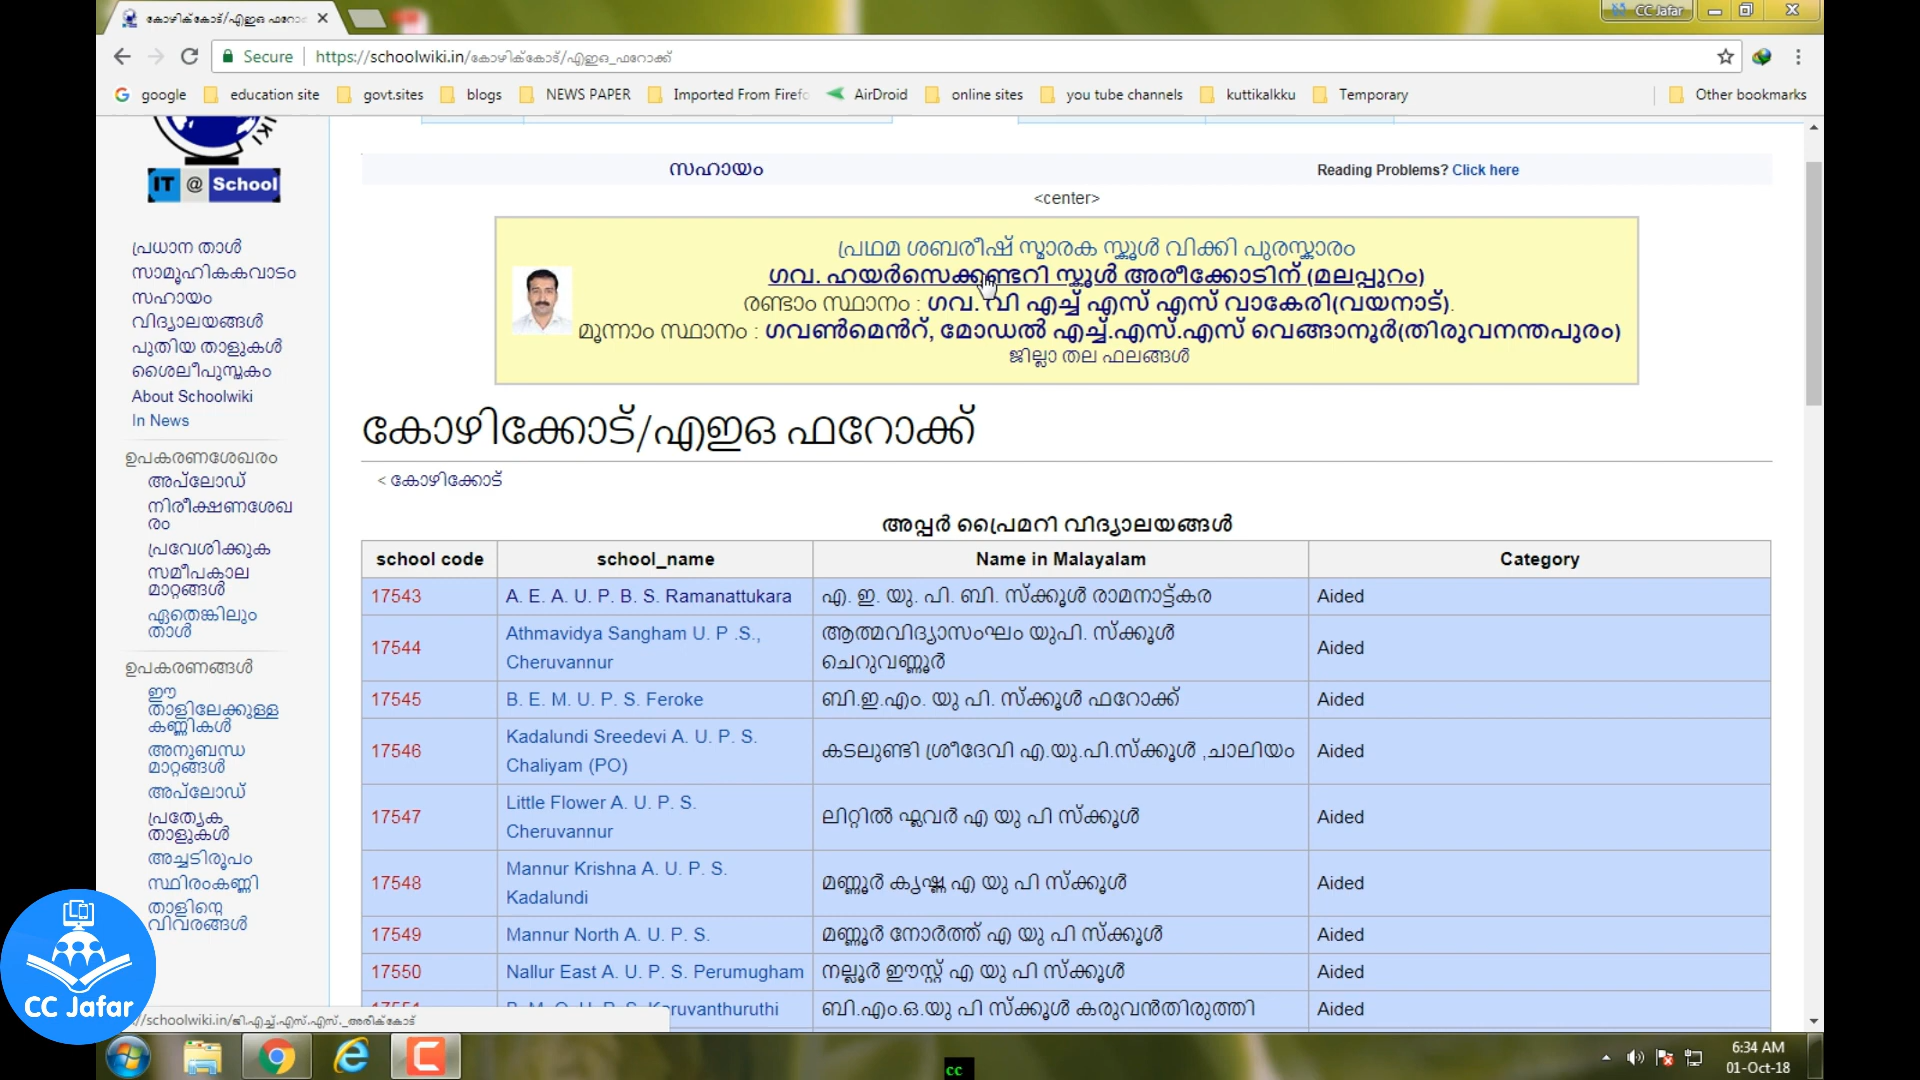 കോഴിക്കോട്/എഇഒ ഫറോ
CC Jafar
Secure
https://schoolwiki.in/കോഴിക്കോട്/എഇഒ_ഫറോക്ക്
google
education site
govt.sites
blogs
NEWS PAPER
Imported From Firefo
AirDroid
online sites
you tube channels
kuttikalkku
Temporary
Other bookmarks
IT @ School
പ്രധാന താൾ
സാമൂഹികകവാടം
സഹായം
വിദ്യാലയങ്ങൾ
പുതിയ താളുകൾ
ശൈലീപുസ്തകം
About Schoolwiki
In News
ഉപകരണശേഖരം
അപ്‌ലോഡ്
നിരീക്ഷണശേഖ
രം
പ്രവേശിക്കുക
സമീപകാല
മാറ്റങ്ങൾ
ഏതെങ്കിലും
താൾ
ഉപകരണങ്ങൾ
ഈ
താളിലേക്കുള്ള
കണ്ണികൾ
അനുബന്ധ
മാറ്റങ്ങൾ
അപ്‌ലോഡ്
പ്രത്യേക
താളുകൾ
അച്ചടിരൂപം
സ്ഥിരംകണ്ണി
താളിന്റെ
വിവരങ്ങൾ
സഹായം
Reading Problems? Click here
<center>
പ്രഥമ ശബരീഷ് സ്മാരക സ്കൂൾ വിക്കി പുരസ്കാരം
ഗവ. ഹയർസെക്കണ്ടറി സ്കൂൾ അരീക്കോടിന് (മലപ്പുറം)
രണ്ടാം സ്ഥാനം : ഗവ. വി എച്ച് എസ് എസ് വാകേരി(വയനാട്).
മൂന്നാം സ്ഥാനം : ഗവൺമെൻറ്, മോഡൽ എച്ച്.എസ്.എസ് വെങ്ങാനൂർ(തിരുവനന്തപുരം)
ജില്ലാ തല ഫലങ്ങൾ
കോഴിക്കോട്/എഇഒ ഫറോക്ക്
< കോഴിക്കോട്
അപ്പർ പ്രൈമറി വിദ്യാലയങ്ങൾ
school code school_name Name in Malayalam Category
17543 A. E. A. U. P. B. S. Ramanattukara എ. ഇ. യു. പി. ബി. സ്ക്കൂൾ രാമനാട്ട്കര Aided
17544 Athmavidya Sangham U. P .S., Cheruvannur ആത്മവിദ്യാസംഘം യുപി. സ്ക്കൂൾ ചെറുവണ്ണൂർ Aided
17545 B. E. M. U. P. S. Feroke ബി.ഇ.എം. യു പി. സ്ക്കൂൾ ഫറോക്ക് Aided
17546 Kadalundi Sreedevi A. U. P. S. Chaliyam (PO) കടലുണ്ടി ശ്രീദേവി എ.യു.പി.സ്ക്കൂൾ ,ചാലിയം Aided
17547 Little Flower A. U. P. S. Cheruvannur ലിറ്റിൽ ഫ്ലവർ എ യു പി സ്ക്കൂൾ Aided
17548 Mannur Krishna A. U. P. S. Kadalundi മണ്ണൂർ കൃഷ്ണ എ യു പി സ്ക്കൂൾ Aided
17549 Mannur North A. U. P. S. മണ്ണൂർ നോർത്ത് എ യു പി സ്ക്കൂൾ Aided
17550 Nallur East A. U. P. S. Perumugham നല്ലൂർ ഈസ്റ്റ് എ യു പി സ്ക്കൂൾ Aided
ruvanthuruthi ബി.എം.ഒ.യു പി സ്ക്കൂൾ കരുവൻതിരുത്തി Aided
//schoolwiki.in/ജി.എച്ച്.എസ്.എസ്._അരീക്കോട്
CC Jafar
cc
6:34 AM
01-Oct-18